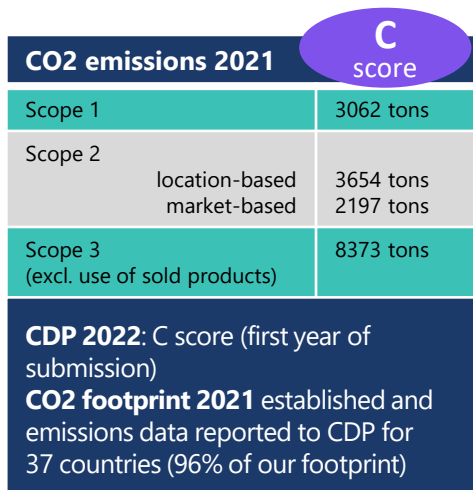 CO2 emissions 2021
C
score
Scope 1 3062 tons
Scope 2
location-based 3654 tons
market-based 2197 tons
Scope 3 8373 tons
(excl. use of sold products)
CDP 2022: C score (first year of
submission)
CO2 footprint 2021 established and
emissions data reported to CDP for
37 countries (96% of our footprint)